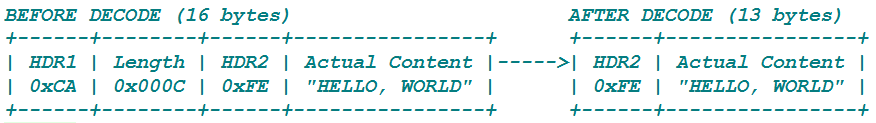 BEFORE DECODE (16 bytes)                       AFTER DECODE (13 bytes)
+------+--------+------+----------------+      +------+----------------+
| HDR1 | Length | HDR2 | Actual Content |----->| HDR2 | Actual Content |
| 0xCA | 0x000C | 0xFE | "HELLO, WORLD" |      | 0xFE | "HELLO, WORLD" |
+------+--------+------+----------------+      +------+----------------+